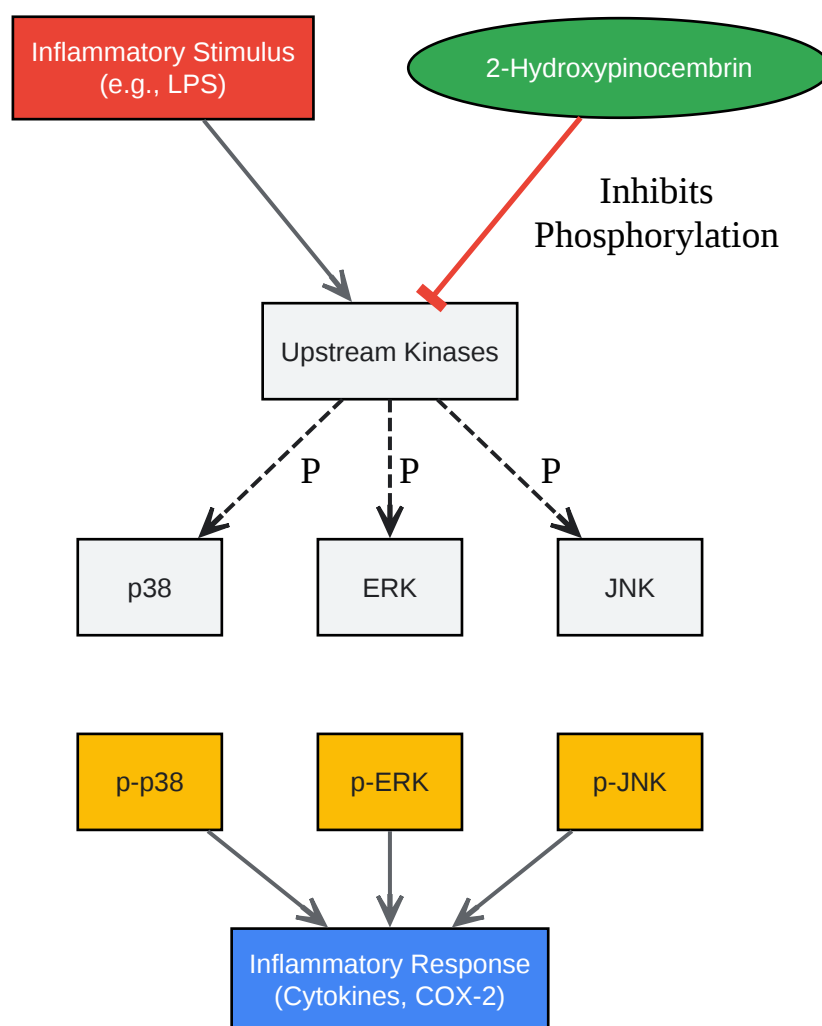 Inflammatory Stimulus
(e.g., LPS)
2-Hydroxypinocembrin
Inhibits
Phosphorylation
Upstream Kinases
P
P
P
p38
ERK
JNK
p-p38
p-ERK
p-JNK
Inflammatory Response
(Cytokines, COX-2)